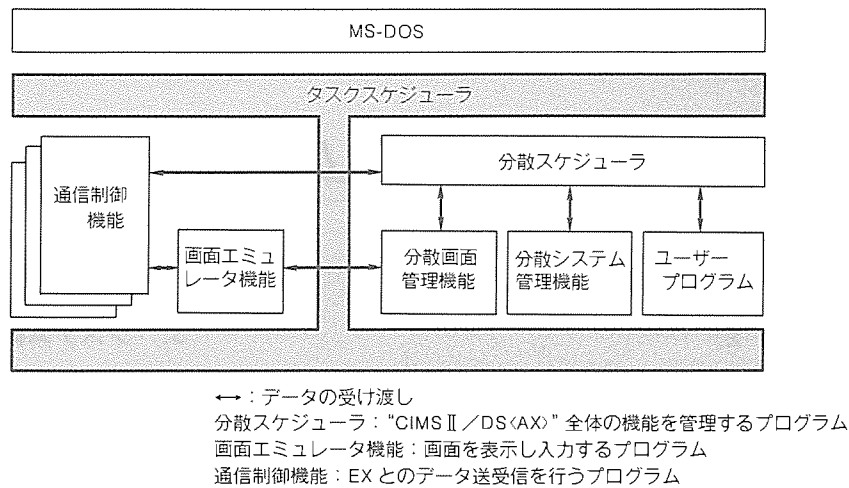 MS-DOS
タスクスケジューラ
分散スケジューラ
通信制御
機能
画面エミュ
レータ機能
分散画面
管理機能
分散システム
管理機能
ユーザー
プログラム
←→：データの受け渡し
分散スケジューラ："CIMSⅡ／DS〈AX〉"全体の機能を管理するプログラム
画面エミュレータ機能：画面を表示し入力するプログラム
通信制御機能：EXとのデータ送受信を行うプログラム